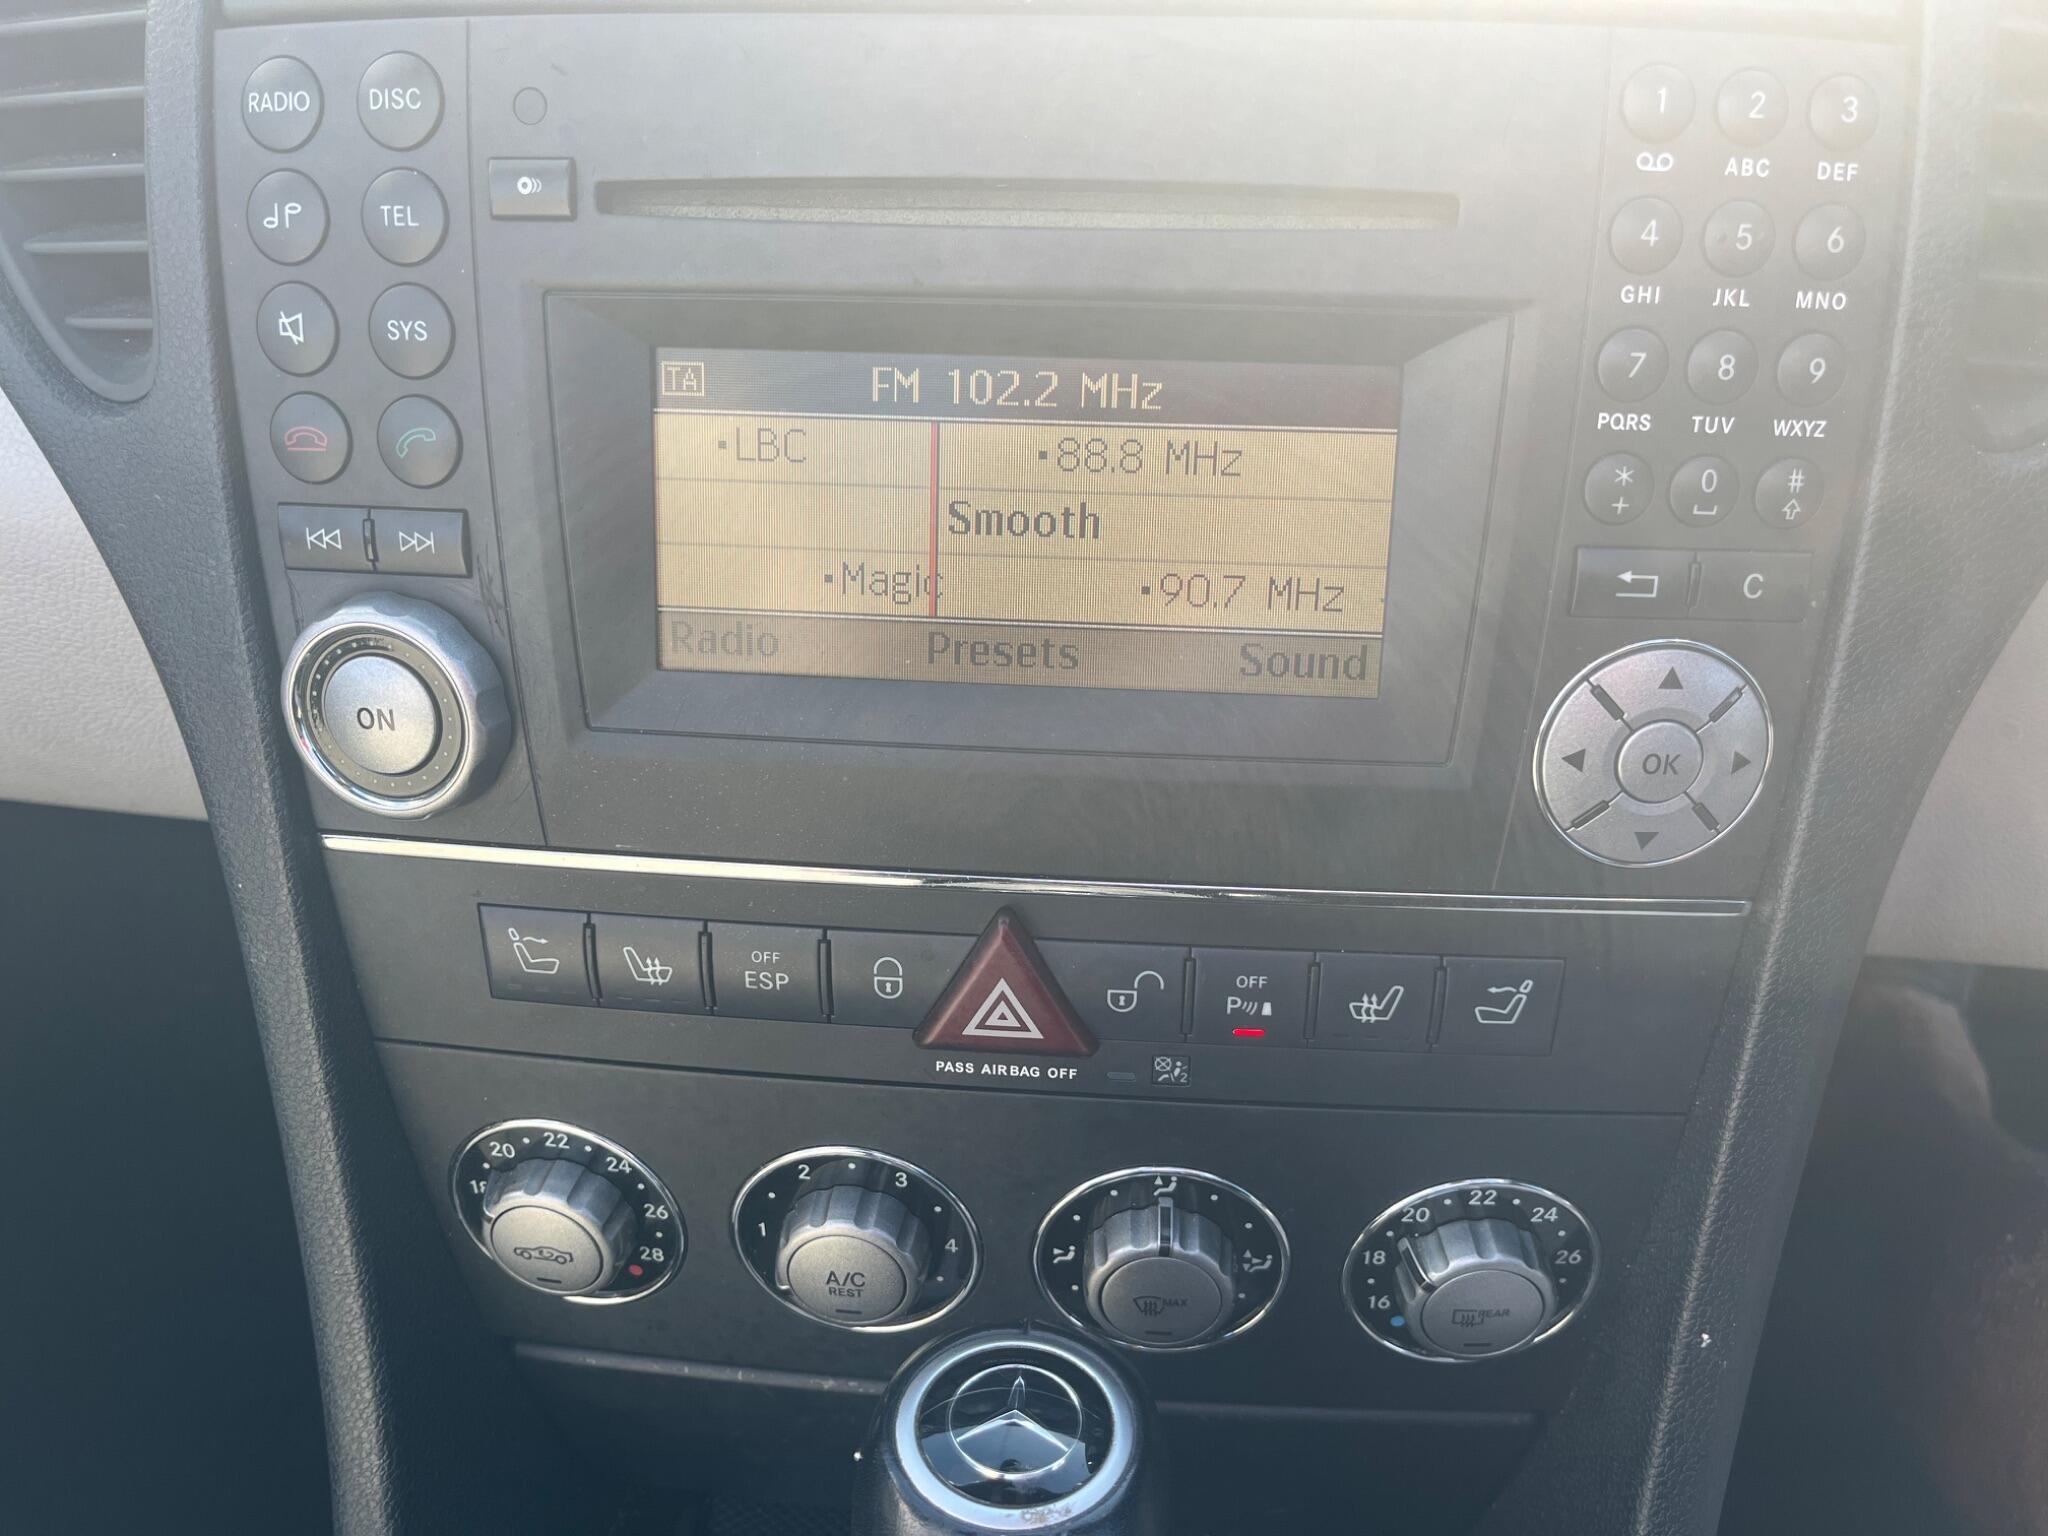 RADIO DISC
TEL
SYS
ON
1 2 3
ABC DEF
4 5 6
GHI JKL MNO
7 8 9
PQRS TUV WXYZ
* 0 #
+
C
OK
TA FM 102.2 MHz
LBC 88.8 MHz
Smooth
Magic 90.7 MHz
Radio Presets Sound
OFF
ESP
OFF
P
PASS AIRBAG OFF
2
18 20 22 24 26 28
1 2 3 4
A/C
REST
MAX
16 18 20 22 24 26
REAR